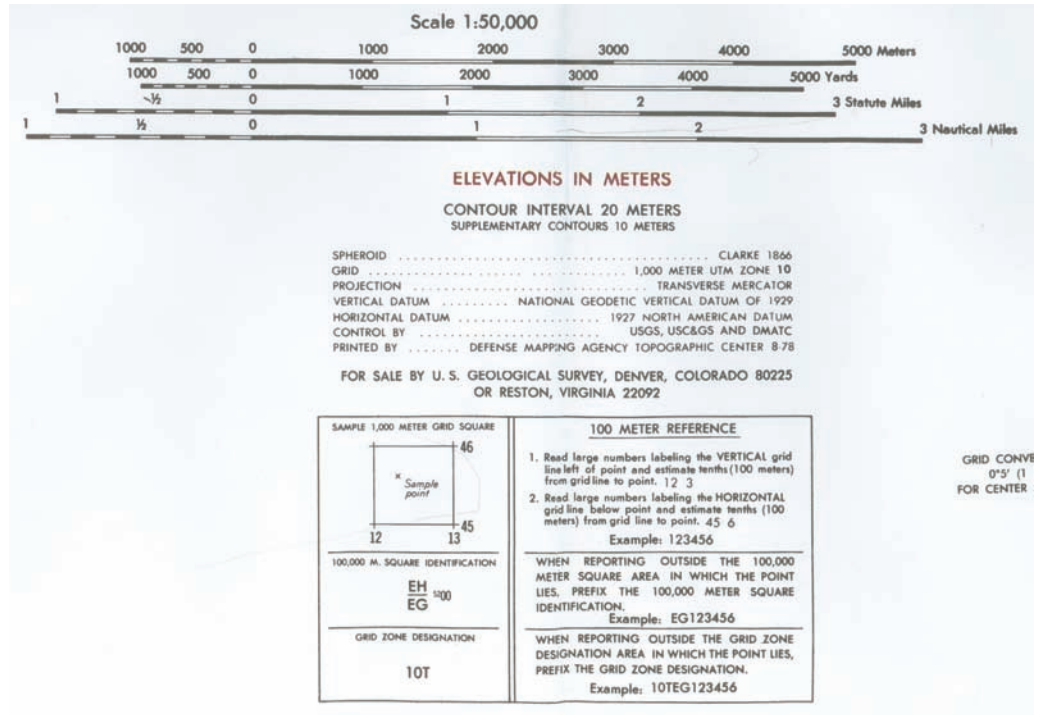 Scale 1:50,000
1000 500 0 1000 2000 3000 4000 5000 Meters
1000 500 0 1000 2000 3000 4000 5000 Yards
1 ½ 0 1 2 3 Statute Miles
1 ½ 0 1 2 3 Nautical Miles
ELEVATIONS IN METERS
CONTOUR INTERVAL 20 METERS
SUPPLEMENTARY CONTOURS 10 METERS
SPHEROID . . . . . . . . . . CLARKE 1866
GRID . . . . . . . . . . 1,000 METER UTM ZONE 10
PROJECTION . . . . . . . . . . TRANSVERSE MERCATOR
VERTICAL DATUM . . . . . . . . . NATIONAL GEODETIC VERTICAL DATUM OF 1929
HORIZONTAL DATUM . . . . . . . . . . 1927 NORTH AMERICAN DATUM
CONTROL BY . . . . . . . . . . USGS, USC&GS AND DMATC
PRINTED BY . . . . . . . DEFENSE MAPPING AGENCY TOPOGRAPHIC CENTER 8-78
FOR SALE BY U. S. GEOLOGICAL SURVEY, DENVER, COLORADO 80225
OR RESTON, VIRGINIA 22092
SAMPLE 1,000 METER GRID SQUARE
46
Sample
point
45
12 13
100,000 M. SQUARE IDENTIFICATION
EH
EG 5200
GRID ZONE DESIGNATION
10T
100 METER REFERENCE
1. Read large numbers labeling the VERTICAL grid
line left of point and estimate tenths (100 meters)
from grid line to point. 12 3
2. Read large numbers labeling the HORIZONTAL
grid line below point and estimate tenths (100
meters) from grid line to point. 45 6
Example: 123456
WHEN REPORTING OUTSIDE THE 100,000
METER SQUARE AREA IN WHICH THE POINT
LIES, PREFIX THE 100,000 METER SQUARE
IDENTIFICATION.
Example: EG123456
WHEN REPORTING OUTSIDE THE GRID ZONE
DESIGNATION AREA IN WHICH THE POINT LIES,
PREFIX THE GRID ZONE DESIGNATION.
Example: 10TEG123456
GRID CONVE
0°5' (1
FOR CENTER